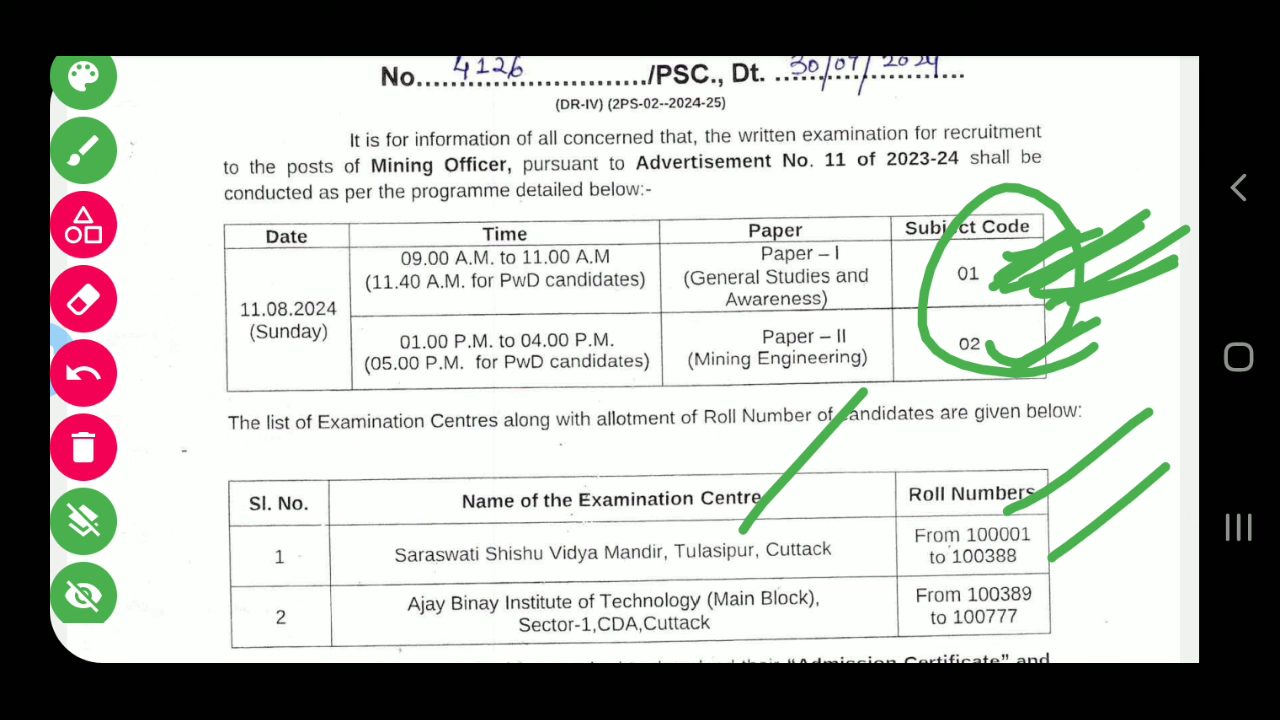 No....4126..................../PSC., Dt. ...30/07/2024......
(DR-IV) (2PS-02--2024-25)
It is for information of all concerned that, the written examination for recruitment
to the posts of Mining Officer, pursuant to Advertisement No. 11 of 2023-24 shall be
conducted as per the programme detailed below:-
Date Time Paper Subject Code
11.08.2024
(Sunday)
09.00 A.M. to 11.00 A.M
(11.40 A.M. for PwD candidates)
Paper – I
(General Studies and
Awareness)
01
01.00 P.M. to 04.00 P.M.
(05.00 P.M. for PwD candidates)
Paper – II
(Mining Engineering)
02
The list of Examination Centres along with allotment of Roll Number of candidates are given below:
Sl. No. Name of the Examination Centre Roll Numbers
1 Saraswati Shishu Vidya Mandir, Tulasipur, Cuttack
From 100001
to 100388
2
Ajay Binay Institute of Technology (Main Block),
Sector-1,CDA,Cuttack
From 100389
to 100777
their "Admission Certificate" and